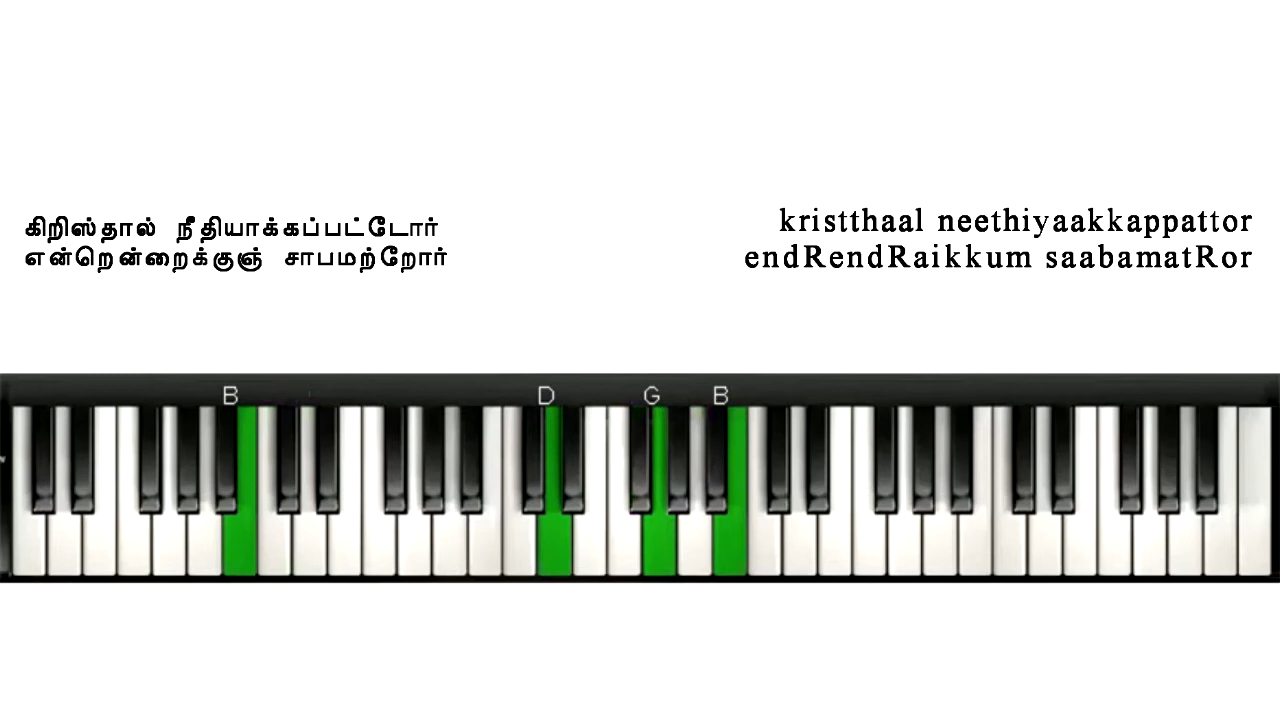 கிறிஸ்தால் நீதியாக்கப்பட்டோர்
என்றென்றைக்குஞ் சாபமற்றோர்
kristthaal neethiyaakkappattor
endRendRaikkum saabamatRor
B D G B